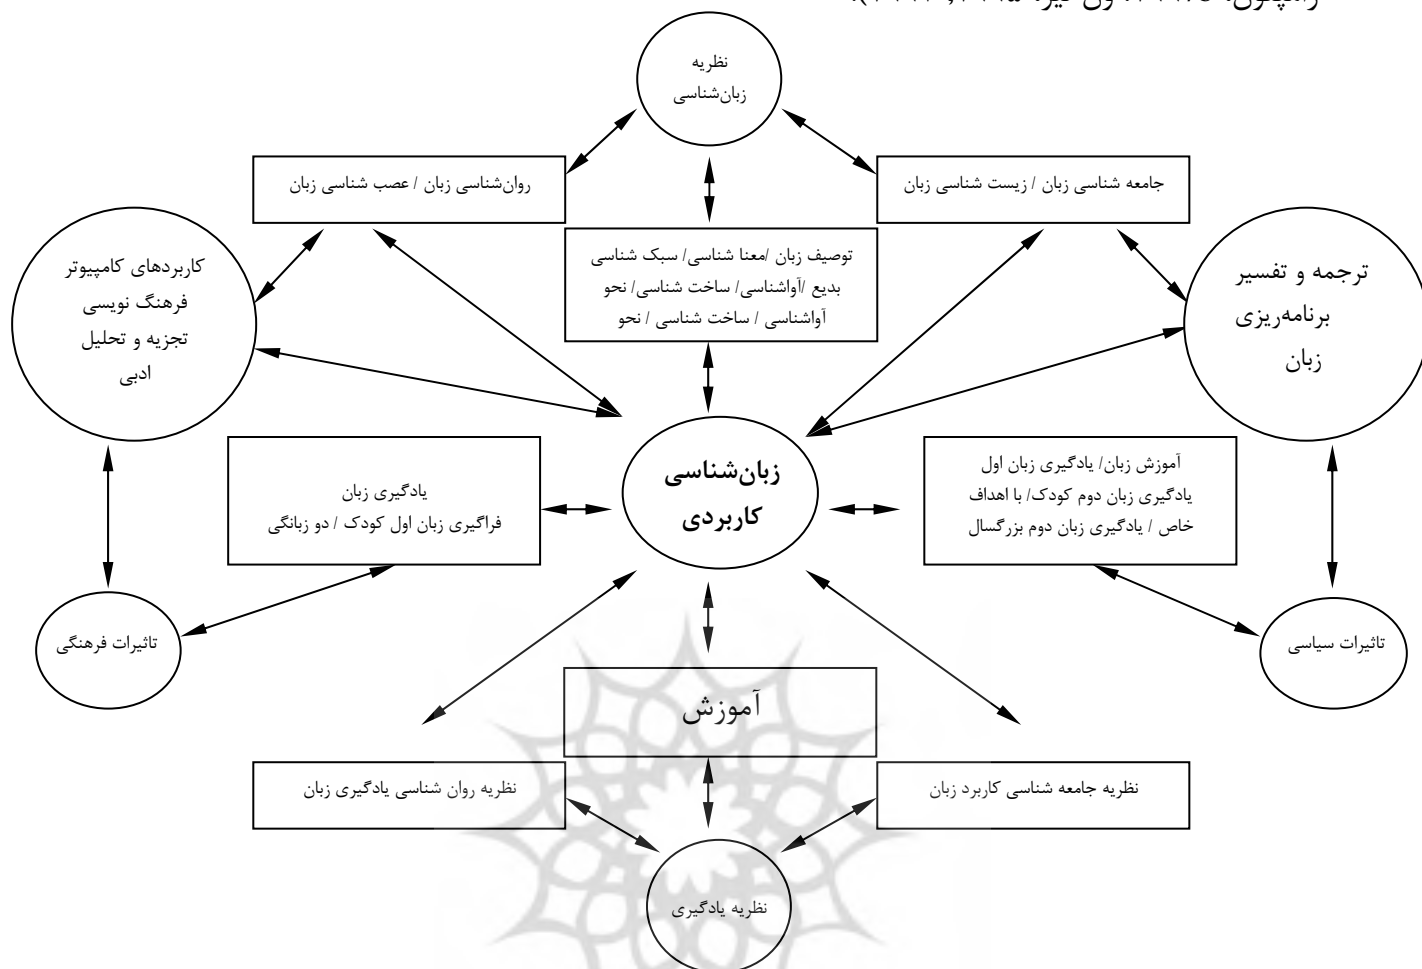 نظریه
زبان‌شناسی
جامعه شناسی زبان / زیست شناسی زبان
روان‌شناسی زبان / عصب شناسی زبان
توصیف زبان /معنا شناسی/ سبک شناسی
بدیع /آواشناسی/ ساخت شناسی/ نحو
آواشناسی / ساخت شناسی / نحو
ترجمه و تفسیر
برنامه‌ریزی
زبان
کاربردهای کامپیوتر
فرهنگ نویسی
تجزیه و تحلیل
ادبی
زبان‌شناسی
کاربردی
آموزش زبان/ یادگیری زبان اول
یادگیری زبان دوم کودک/ با اهداف
خاص / یادگیری زبان دوم بزرگسال
یادگیری زبان
فراگیری زبان اول کودک / دو زبانگی
تاثیرات سیاسی
تاثیرات فرهنگی
آموزش
نظریه جامعه شناسی کاربرد زبان
نظریه روان شناسی یادگیری زبان
نظریه یادگیری